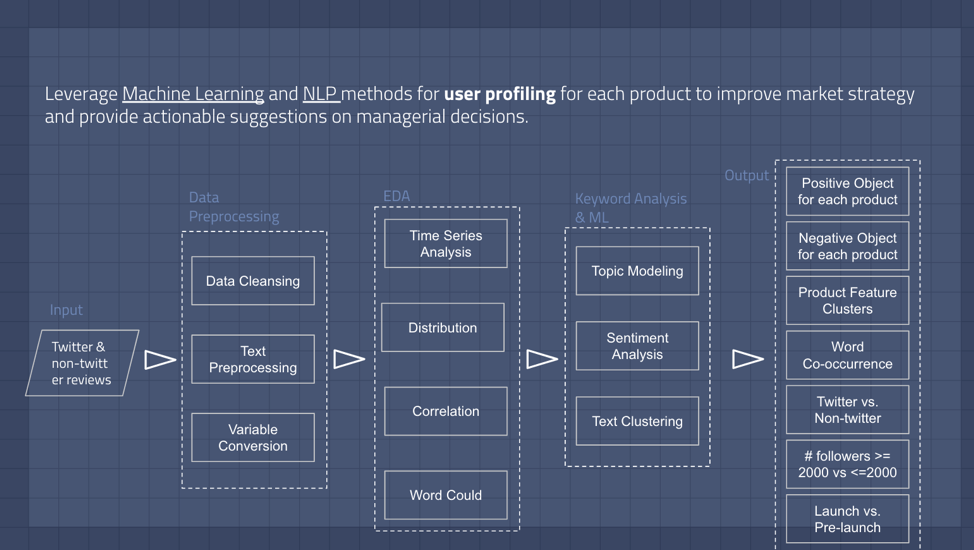 Leverage Machine Learning and NLP methods for user profiling for each product to improve market strategy
and provide actionable suggestions on managerial decisions.
Input
Twitter &
non-twitt
er reviews
Data
Preprocessing
Data Cleansing
Text
Preprocessing
Variable
Conversion
EDA
Time Series
Analysis
Distribution
Correlation
Word Could
Keyword Analysis
& ML
Topic Modeling
Sentiment
Analysis
Text Clustering
Output
Positive Object
for each product
Negative Object
for each product
Product Feature
Clusters
Word
Co-occurrence
Twitter vs.
Non-twitter
# followers >=
2000 vs <=2000
Launch vs.
Pre-launch